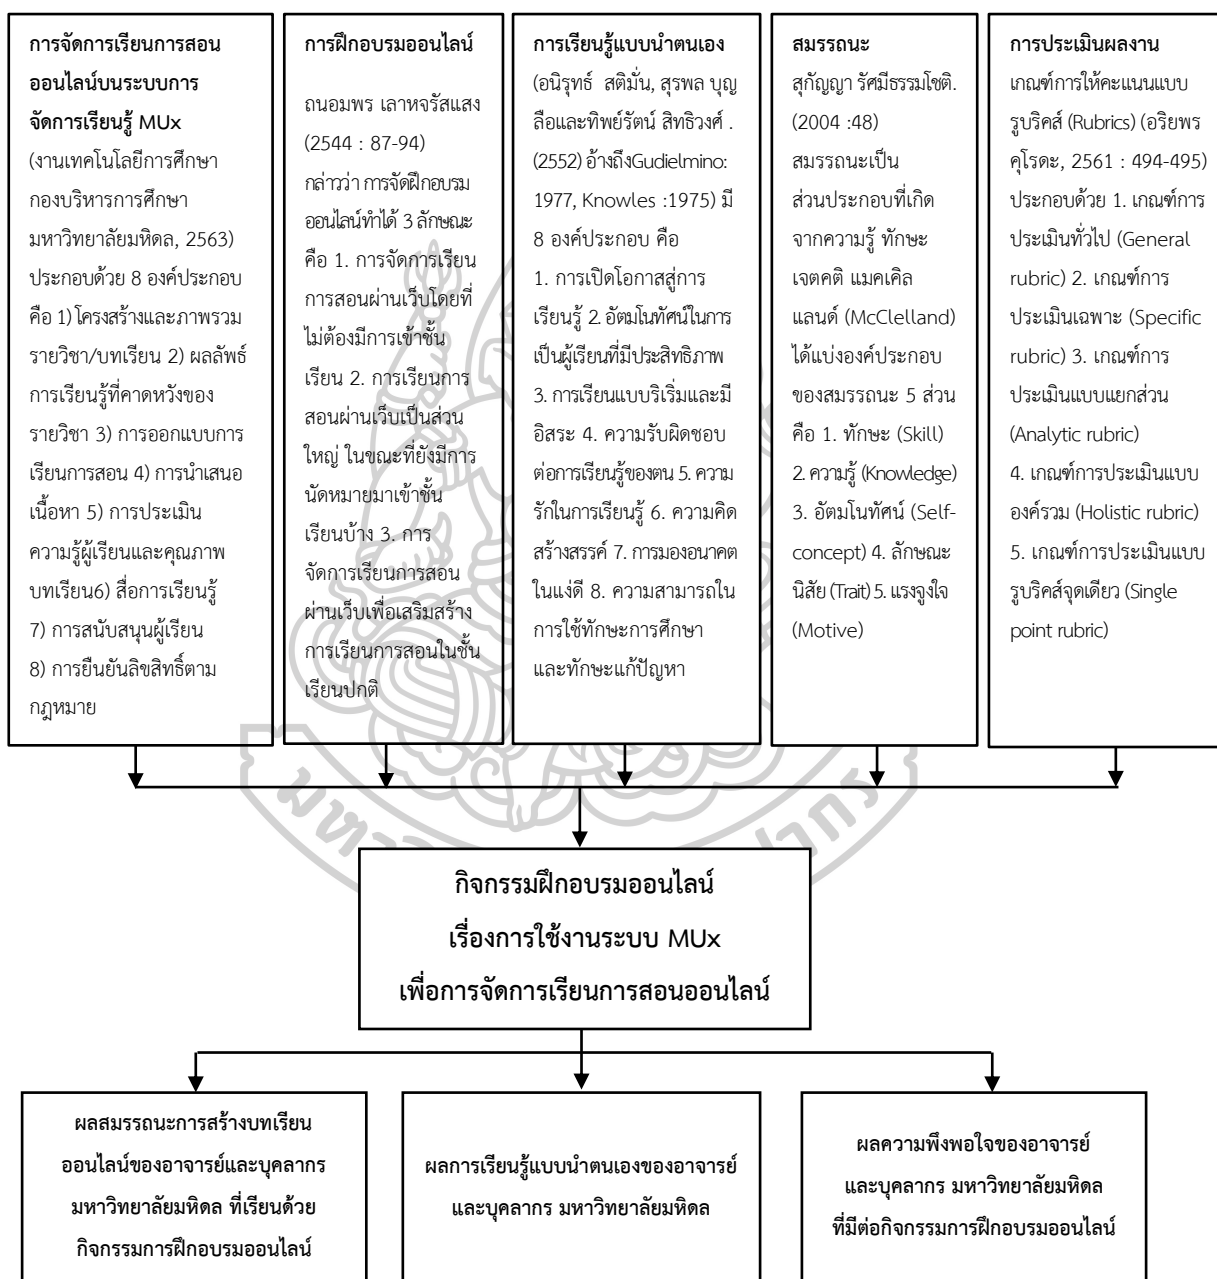 การจัดการเรียนการสอน
ออนไลน์บนระบบการ
จัดการเรียนรู้ MUx
(งานเทคโนโลยีการศึกษา
กองบริหารการศึกษา
มหาวิทยาลัยมหิดล, 2563)
ประกอบด้วย 8 องค์ประกอบ
คือ 1) โครงสร้างและภาพรวม
รายวิชา/บทเรียน 2) ผลลัพธ์
การเรียนรู้ที่คาดหวังของ
รายวิชา 3) การออกแบบการ
เรียนการสอน 4) การนำเสนอ
เนื้อหา 5) การประเมิน
ความรู้ผู้เรียนและคุณภาพ
บทเรียน6) สื่อการเรียนรู้
7) การสนับสนุนผู้เรียน
8) การยืนยันลิขสิทธิ์ตาม
กฎหมาย
การฝึกอบรมออนไลน์
ถนอมพร เลาหจรัสแสง
(2544 : 87-94)
กล่าวว่า การจัดฝึกอบรม
ออนไลน์ทำได้ 3 ลักษณะ
คือ 1. การจัดการเรียน
การสอนผ่านเว็บโดยที่
ไม่ต้องมีการเข้าชั้น
เรียน 2. การเรียนการ
สอนผ่านเว็บเป็นส่วน
ใหญ่ ในขณะที่ยังมีการ
นัดหมายมาเข้าชั้น
เรียนบ้าง 3. การ
จัดการเรียนการสอน
ผ่านเว็บเพื่อเสริมสร้าง
การเรียนการสอนในชั้น
เรียนปกติ
การเรียนรู้แบบนำตนเอง
(อนิรุทธ์ สติมั่น, สุรพล บุญ
ลือและทิพย์รัตน์ สิทธิวงศ์ .
(2552) อ้างถึงGudielmino:
1977, Knowles :1975) มี
8 องค์ประกอบ คือ
1. การเปิดโอกาสสู่การ
เรียนรู้ 2. อัตมโนทัศน์ในการ
เป็นผู้เรียนที่มีประสิทธิภาพ
3. การเรียนแบบริเริ่มและมี
อิสระ 4. ความรับผิดชอบ
ต่อการเรียนรู้ของตน 5. ความ
รักในการเรียนรู้ 6. ความคิด
สร้างสรรค์ 7. การมองอนาคต
ในแง่ดี 8. ความสามารถใน
การใช้ทักษะการศึกษา
และทักษะแก้ปัญหา
สมรรถนะ
สุกัญญา รัศมีธรรมโชติ.
(2004 :48)
สมรรถนะเป็น
ส่วนประกอบที่เกิด
จากความรู้ ทักษะ
เจตคติ แมคเคิล
แลนด์ (McClelland)
ได้แบ่งองค์ประกอบ
ของสมรรถนะ 5 ส่วน
คือ 1. ทักษะ (Skill)
2. ความรู้ (Knowledge)
3. อัตมโนทัศน์ (Self-
concept) 4. ลักษณะ
นิสัย (Trait) 5. แรงจูงใจ
(Motive)
การประเมินผลงาน
เกณฑ์การให้คะแนนแบบ
รูบริคส์ (Rubrics) (อริยพร
คุโรดะ, 2561 : 494-495)
ประกอบด้วย 1. เกณฑ์การ
ประเมินทั่วไป (General
rubric) 2. เกณฑ์การ
ประเมินเฉพาะ (Specific
rubric) 3. เกณฑ์การ
ประเมินแบบแยกส่วน
(Analytic rubric)
4. เกณฑ์การประเมินแบบ
องค์รวม (Holistic rubric)
5. เกณฑ์การประเมินแบบ
รูบริคส์จุดเดียว (Single
point rubric)
กิจกรรมฝึกอบรมออนไลน์
เรื่องการใช้งานระบบ MUx
เพื่อการจัดการเรียนการสอนออนไลน์
ผลสมรรถนะการสร้างบทเรียน
ออนไลน์ของอาจารย์และบุคลากร
มหาวิทยาลัยมหิดล ที่เรียนด้วย
กิจกรรมการฝึกอบรมออนไลน์
ผลการเรียนรู้แบบนำตนเองของอาจารย์
และบุคลากร มหาวิทยาลัยมหิดล
ผลความพึงพอใจของอาจารย์
และบุคลากร มหาวิทยาลัยมหิดล
ที่มีต่อกิจกรรมการฝึกอบรมออนไลน์